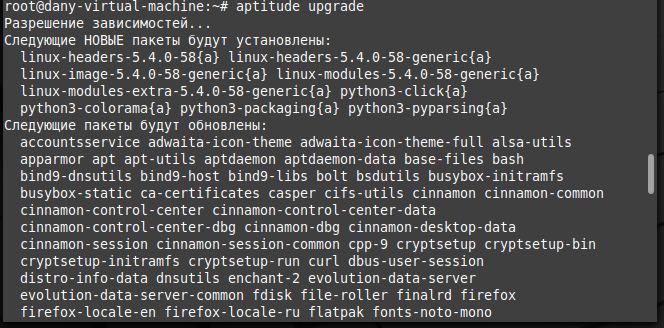 root@dany-virtual-machine:~# aptitude upgrade
Разрешение зависимостей...
Следующие НОВЫЕ пакеты будут установлены:
linux-headers-5.4.0-58{a} linux-headers-5.4.0-58-generic{a}
linux-image-5.4.0-58-generic{a} linux-modules-5.4.0-58-generic{a}
linux-modules-extra-5.4.0-58-generic{a} python3-click{a}
python3-colorama{a} python3-packaging{a} python3-pyparsing{a}
Следующие пакеты будут обновлены:
accountsservice adwaita-icon-theme adwaita-icon-theme-full alsa-utils
apparmor apt apt-utils aptdaemon aptdaemon-data base-files bash
bind9-dnsutils bind9-host bind9-libs bolt bsdutils busybox-initramfs
busybox-static ca-certificates casper cifs-utils cinnamon cinnamon-common
cinnamon-control-center cinnamon-control-center-data
cinnamon-control-center-dbg cinnamon-dbg cinnamon-desktop-data
cinnamon-session cinnamon-session-common cpp-9 cryptsetup cryptsetup-bin
cryptsetup-initramfs cryptsetup-run curl dbus-user-session
distro-info-data dnsutils enchant-2 evolution-data-server
evolution-data-server-common fdisk file-roller finalrd firefox
firefox-locale-en firefox-locale-ru flatpak fonts-noto-mono